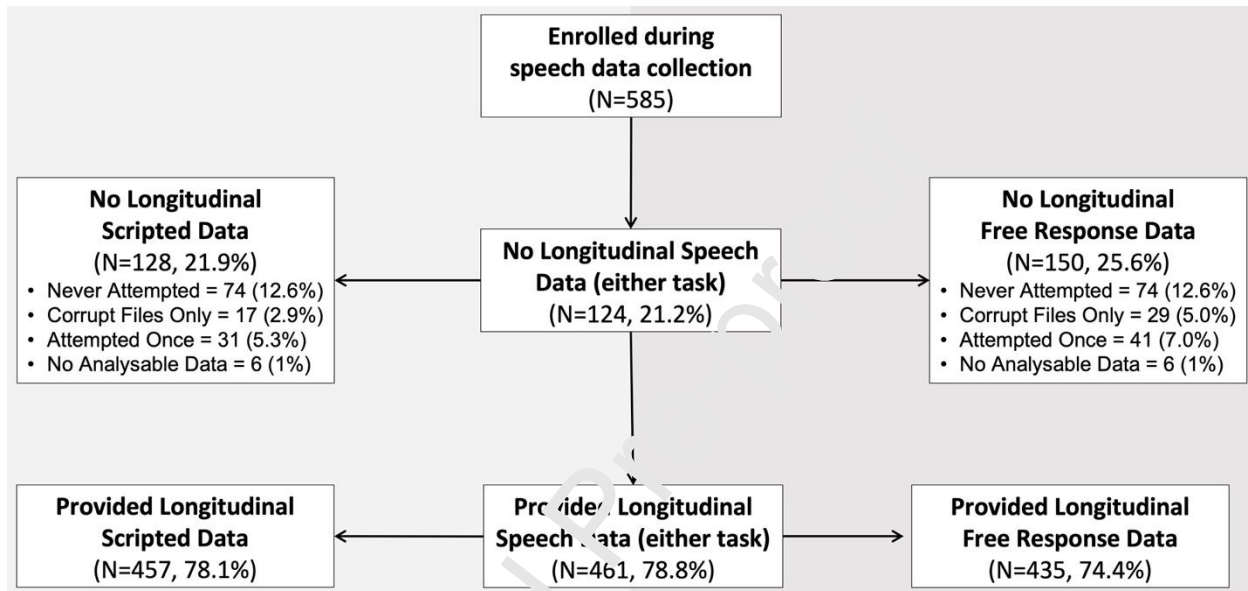 Enrolled during
speech data collection
(N=585)
No Longitudinal
Scripted Data
(N=128, 21.9%)
• Never Attempted = 74 (12.6%)
• Corrupt Files Only = 17 (2.9%)
• Attempted Once = 31 (5.3%)
• No Analysable Data = 6 (1%)
No Longitudinal Speech
Data (either task)
(N=124, 21.2%)
No Longitudinal
Free Response Data
(N=150, 25.6%)
• Never Attempted = 74 (12.6%)
• Corrupt Files Only = 29 (5.0%)
• Attempted Once = 41 (7.0%)
• No Analysable Data = 6 (1%)
Provided Longitudinal
Scripted Data
(N=457, 78.1%)
Provided Longitudinal
Speech Data (either task)
(N=461, 78.8%)
Provided Longitudinal
Free Response Data
(N=435, 74.4%)